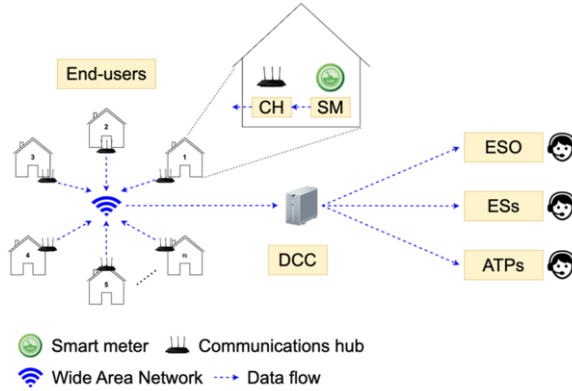 End-users
CH
SM
2
3
1
4
5
n
DCC
ESO
ESs
ATPs
Smart meter
Communications hub
Wide Area Network
Data flow